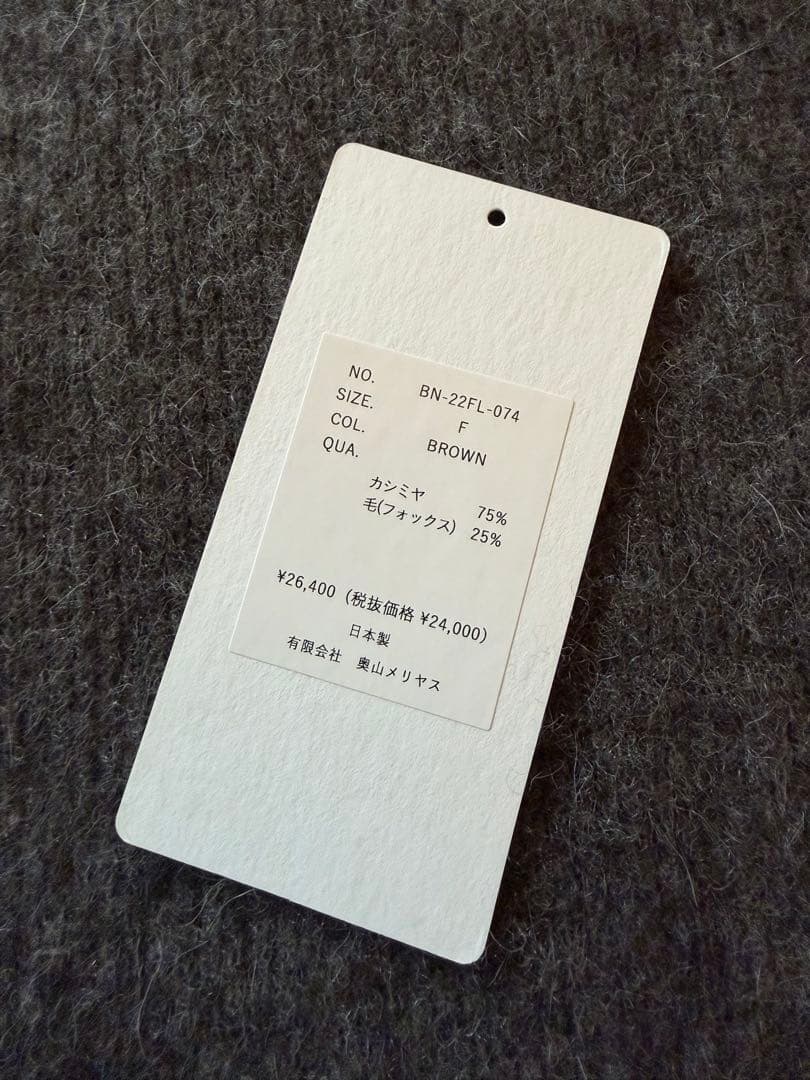 NO. BN-22FL-074
SIZE. F
COL. BROWN
QUA.
カシミヤ 75%
毛(フォックス) 25%
¥26,400 (税抜価格 ¥24,000)
日本製
有限会社 奥山メリヤス